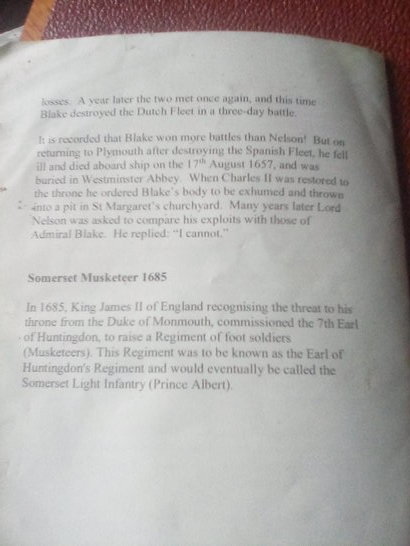 losses. A year later the two met once again, and this time
Blake destroyed the Dutch Fleet in a three-day battle.
It is recorded that Blake won more battles than Nelson! But on
returning to Plymouth after destroying the Spanish Fleet, he fell
ill and died aboard ship on the 17th August 1657, and was
buried in Westminster Abbey. When Charles II was restored to
the throne he ordered Blake's body to be exhumed and thrown
into a pit in St Margaret's churchyard. Many years later Lord
Nelson was asked to compare his exploits with those of
Admiral Blake. He replied: “I cannot.”
Somerset Musketeer 1685
In 1685, King James II of England recognising the threat to his
throne from the Duke of Monmouth, commissioned the 7th Earl
of Huntingdon, to raise a Regiment of foot soldiers
(Musketeers). This Regiment was to be known as the Earl of
Huntingdon's Regiment and would eventually be called the
Somerset Light Infantry (Prince Albert).